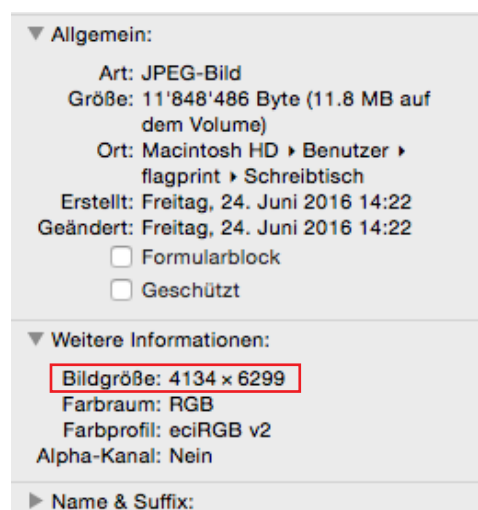 ▼ Allgemein:
Art: JPEG-Bild
Größe: 11'848'486 Byte (11.8 MB auf
dem Volume)
Ort: Macintosh HD ▸ Benutzer ▸
flagprint ▸ Schreibtisch
Erstellt: Freitag, 24. Juni 2016 14:22
Geändert: Freitag, 24. Juni 2016 14:22
Formularblock
Geschützt
▼ Weitere Informationen:
Bildgröße: 4134 × 6299
Farbraum: RGB
Farbprofil: eciRGB v2
Alpha-Kanal: Nein
▶ Name & Suffix: